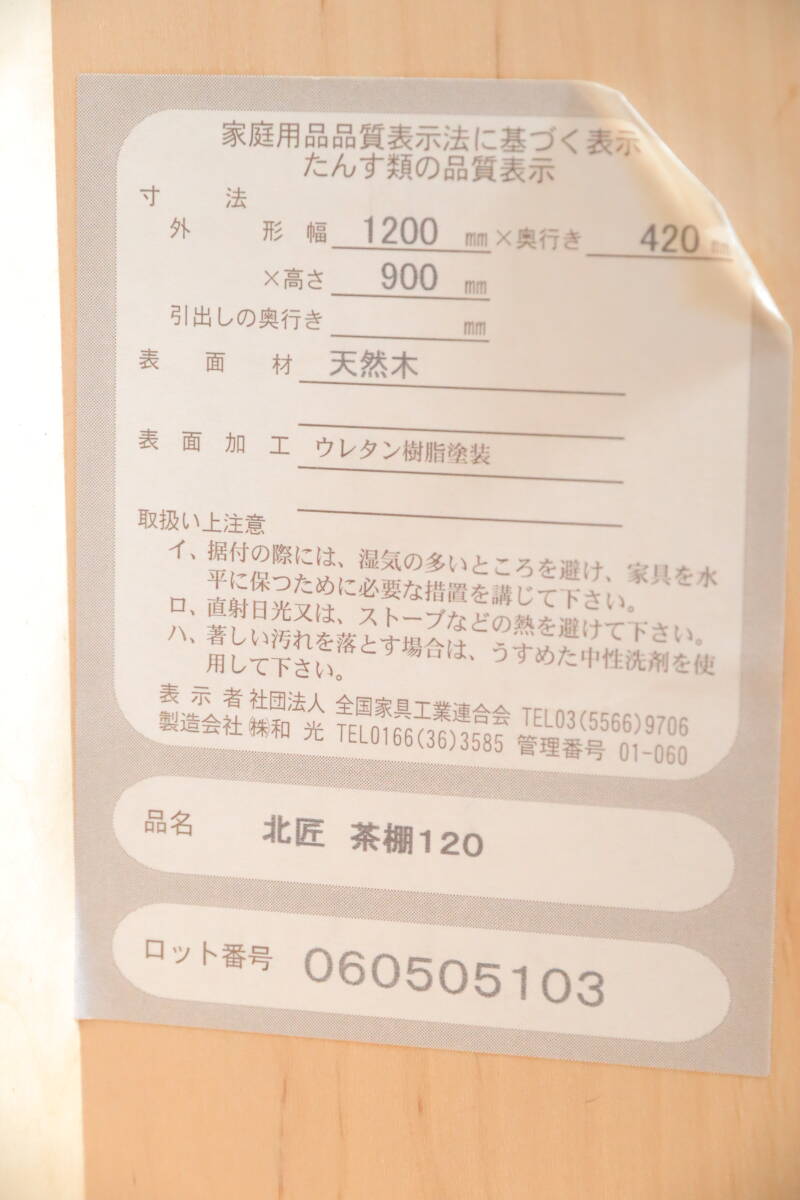 家庭用品品質表示法に基づく表示
たんす類の品質表示
寸法
外形幅 1200 ㎜×奥行き 420 ㎜
×高さ 900 ㎜
引出しの奥行き ㎜
表面材 天然木
表面加工 ウレタン樹脂塗装
取扱い上注意
イ、据付の際には、湿気の多いところを避け、家具を水
平に保つために必要な措置を講じて下さい。
ロ、直射日光又は、ストーブなどの熱を避けて下さい。
ハ、著しい汚れを落とす場合は、うすめた中性洗剤を使
用して下さい。
表示者 社団法人 全国家具工業連合会 TEL03(5566)9706
製造会社 ㈱和光 TEL0166(36)3585 管理番号 01-060
品名 北匠 茶棚120
ロット番号 060505103